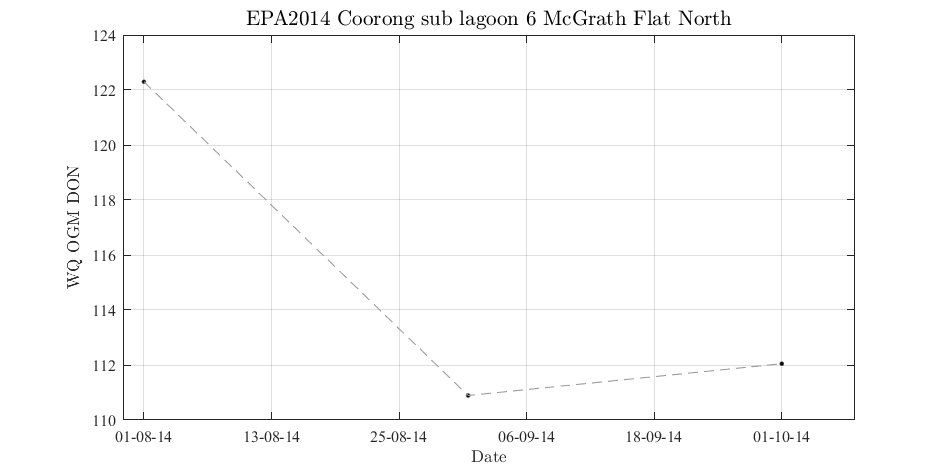 EPA2014 Coorong sub lagoon 6 McGrath Flat North
124
122
120
118
116
114
112
110
WQ OGM DON
01-08-14 13-08-14 25-08-14 06-09-14 18-09-14 01-10-14
Date